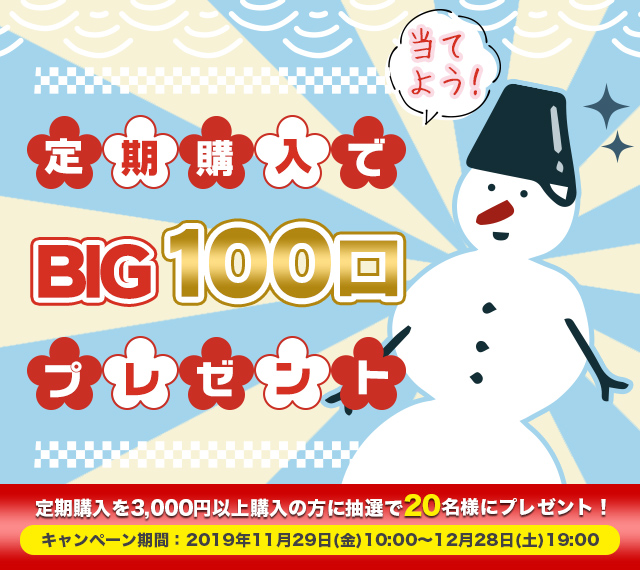 当て
よう!
定期購入で
BIG100口
プレゼント
定期購入を3,000円以上購入の方に抽選で20名様にプレゼント!
キャンペーン期間:2019年11月29日(金)10:00〜12月28日(土)19:00